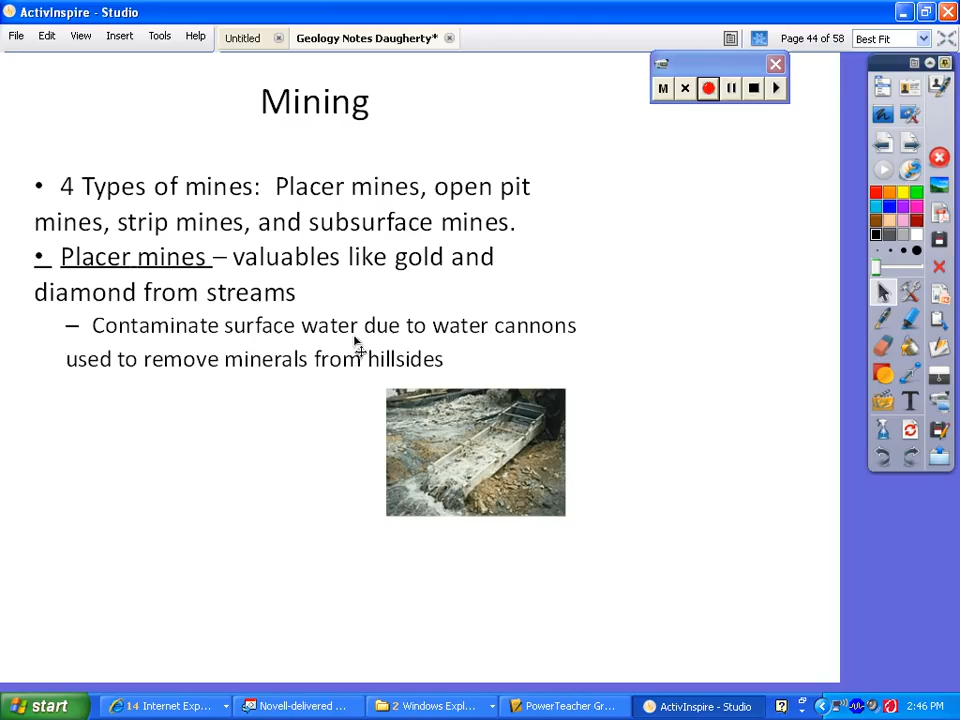 ActivInspire - Studio
File Edit View Insert Tools Help Untitled Geology Notes Daugherty* Page 44 of 58 Best Fit
M
Mining
• 4 Types of mines: Placer mines, open pit
mines, strip mines, and subsurface mines.
• Placer mines – valuables like gold and
diamond from streams
– Contaminate surface water due to water cannons
used to remove minerals from hillsides
T
start 14 Internet Exp... Novell-delivered ... 2 Windows Expl... PowerTeacher Gr... ActivInspire - Studio 2:46 PM